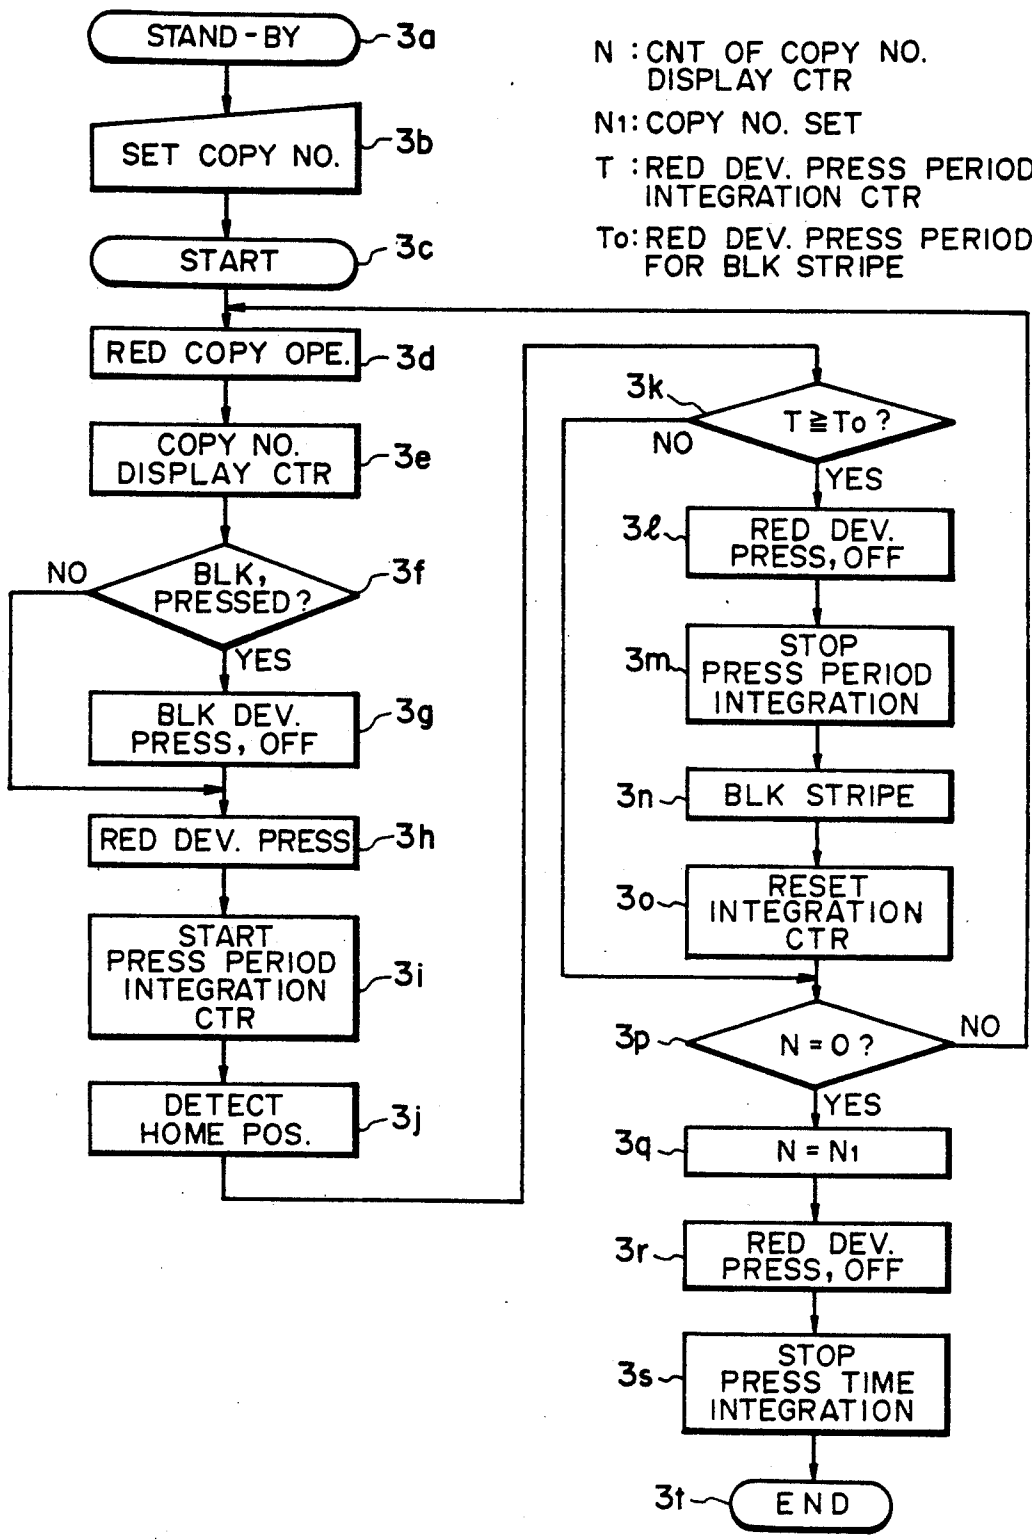 STAND-BY
3a
SET COPY NO.
3b
START
3c
RED COPY OPE.
3d
COPY NO.
DISPLAY CTR
3e
BLK,
PRESSED?
3f
NO
YES
BLK DEV.
PRESS, OFF
3g
RED DEV. PRESS
3h
START
PRESS PERIOD
INTEGRATION
CTR
3i
DETECT
HOME POS.
3j
N : CNT OF COPY NO.
DISPLAY CTR
N1: COPY NO. SET
T : RED DEV. PRESS PERIOD
INTEGRATION CTR
To: RED DEV. PRESS PERIOD
FOR BLK STRIPE
3k
T ≧ To ?
NO
YES
3l
RED DEV.
PRESS, OFF
3m
STOP
PRESS PERIOD
INTEGRATION
3n
BLK STRIPE
3o
RESET
INTEGRATION
CTR
3p
N = O ?
NO
YES
3q
N = N1
3r
RED DEV.
PRESS, OFF
3s
STOP
PRESS TIME
INTEGRATION
3t
END